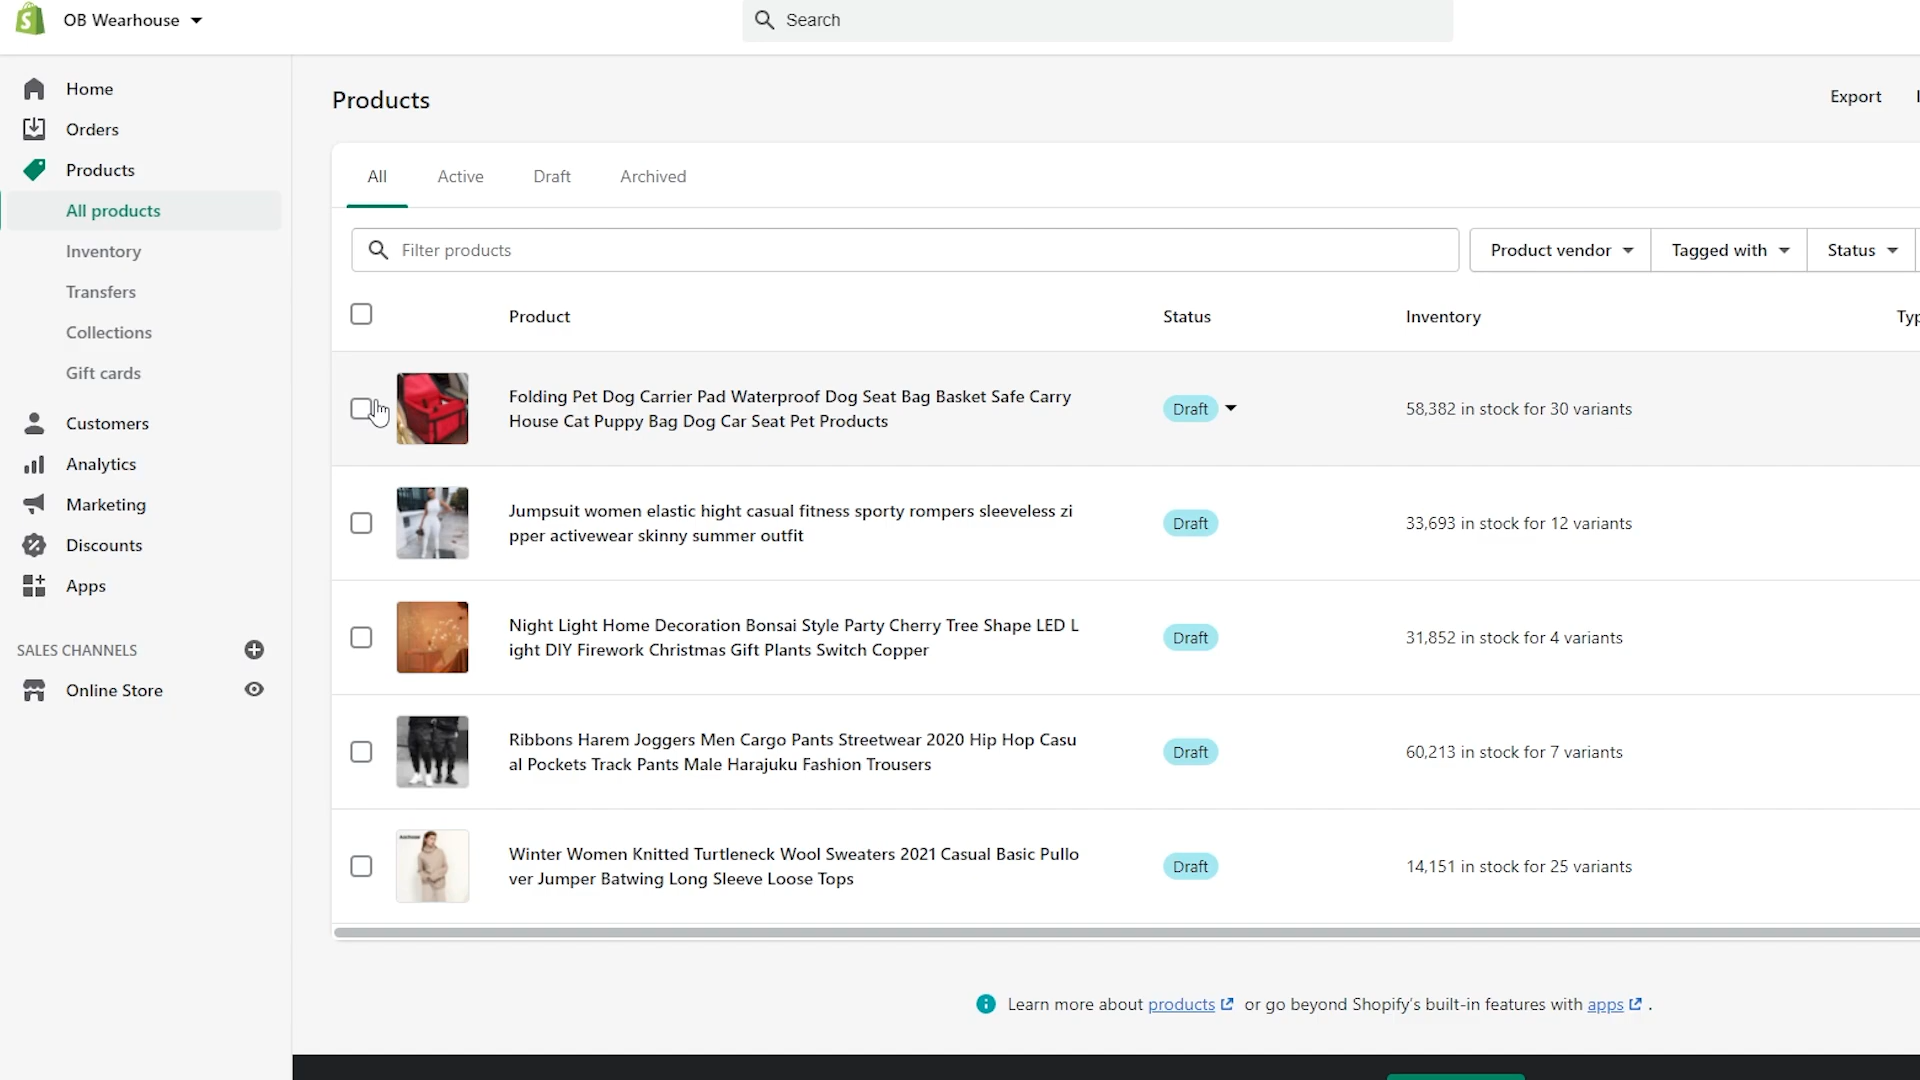 OB Wearhouse
Search
Home
Orders
Products
All products
Inventory
Transfers
Collections
Gift cards
Customers
Analytics
Marketing
Discounts
Apps
SALES CHANNELS
Online Store
Products
Export
All Active Draft Archived
Filter products
Product vendor Tagged with Status
Product Status Inventory
Folding Pet Dog Carrier Pad Waterproof Dog Seat Bag Basket Safe Carry
House Cat Puppy Bag Dog Car Seat Pet Products
Draft
58,382 in stock for 30 variants
Jumpsuit women elastic hight casual fitness sporty rompers sleeveless zi
pper activewear skinny summer outfit
Draft
33,693 in stock for 12 variants
Night Light Home Decoration Bonsai Style Party Cherry Tree Shape LED L
ight DIY Firework Christmas Gift Plants Switch Copper
Draft
31,852 in stock for 4 variants
Ribbons Harem Joggers Men Cargo Pants Streetwear 2020 Hip Hop Casu
al Pockets Track Pants Male Harajuku Fashion Trousers
Draft
60,213 in stock for 7 variants
Winter Women Knitted Turtleneck Wool Sweaters 2021 Casual Basic Pullo
ver Jumper Batwing Long Sleeve Loose Tops
Draft
14,151 in stock for 25 variants
Learn more about products or go beyond Shopify's built-in features with apps .